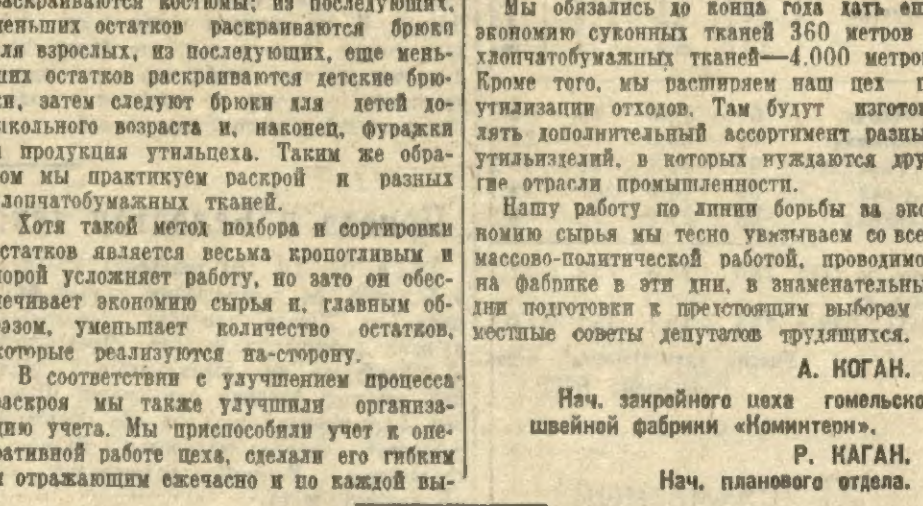 раскраиваются костюмы; из последующих,
меньших остатков раскраиваются брюки
для взрослых, из последующих, еще мень-
ших остатков раскраиваются детские брю-
ки, затем следуют брюки для детей до-
школьного возраста и, наконец, фуражки
и продукция утильцеха. Таким же обра-
зом мы практикуем раскрой и разных
хлопчатобумажных тканей.
Хотя такой метод подбора и сортировки
остатков является весьма кропотливым и
порой усложняет работу, но зато он обес-
печивает экономию сырья и, главным об-
разом, уменьшает количество остатков,
которые реализуются на-сторону.
В соответствии с улучшением процесса
раскроя мы также улучшили организа-
цию учета. Мы приспособили учет к опе-
ративной работе цеха, сделали его гибким
и отражающим ежечасно и по каждой вы-
Мы обязались до конца года дать еще
экономию суконных тканей 360 метров
хлопчатобумажных тканей—4.000 метров
Кроме того, мы расширяем наш цех
утилизации отходов. Там будут изготов
лять дополнительный ассортимент разны
утильизделий, в которых нуждаются дру
гие отрасли промышленности.
Нашу работу по линии борьбы за эко
номию сырья мы тесно увязываем со все
массово-политической работой, проводимо
на фабрике в эти дни, в знаменательны
дни подготовки к предстоящим выборам
местные советы депутатов трудящихся.
А. КОГАН.
Нач. закройного цеха гомельско
швейной фабрики «Коминтерн».
Р. КАГАН.
Нач. планового отдела.